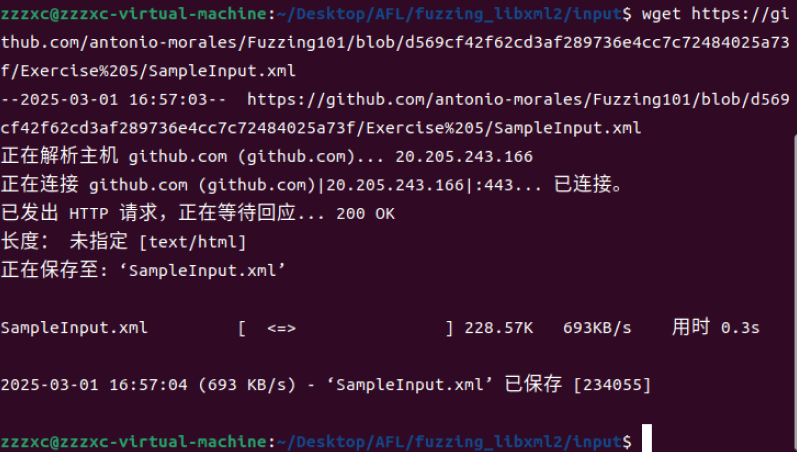 zzzxc@zzzxc-virtual-machine:~/Desktop/AFL/fuzzing_libxml2/input$ wget https://gi
thub.com/antonio-morales/Fuzzing101/blob/d569cf42f62cd3af289736e4cc7c72484025a73
f/Exercise%205/SampleInput.xml
--2025-03-01 16:57:03--  https://github.com/antonio-morales/Fuzzing101/blob/d569
cf42f62cd3af289736e4cc7c72484025a73f/Exercise%205/SampleInput.xml
正在解析主机 github.com (github.com)... 20.205.243.166
正在连接 github.com (github.com)|20.205.243.166|:443... 已连接。
已发出 HTTP 请求，正在等待回应... 200 OK
长度： 未指定 [text/html]
正在保存至: ‘SampleInput.xml’
SampleInput.xml         [  <=>                ] 228.57K   693KB/s    用时 0.3s
2025-03-01 16:57:04 (693 KB/s) - ‘SampleInput.xml’ 已保存 [234055]
zzzxc@zzzxc-virtual-machine:~/Desktop/AFL/fuzzing_libxml2/input$